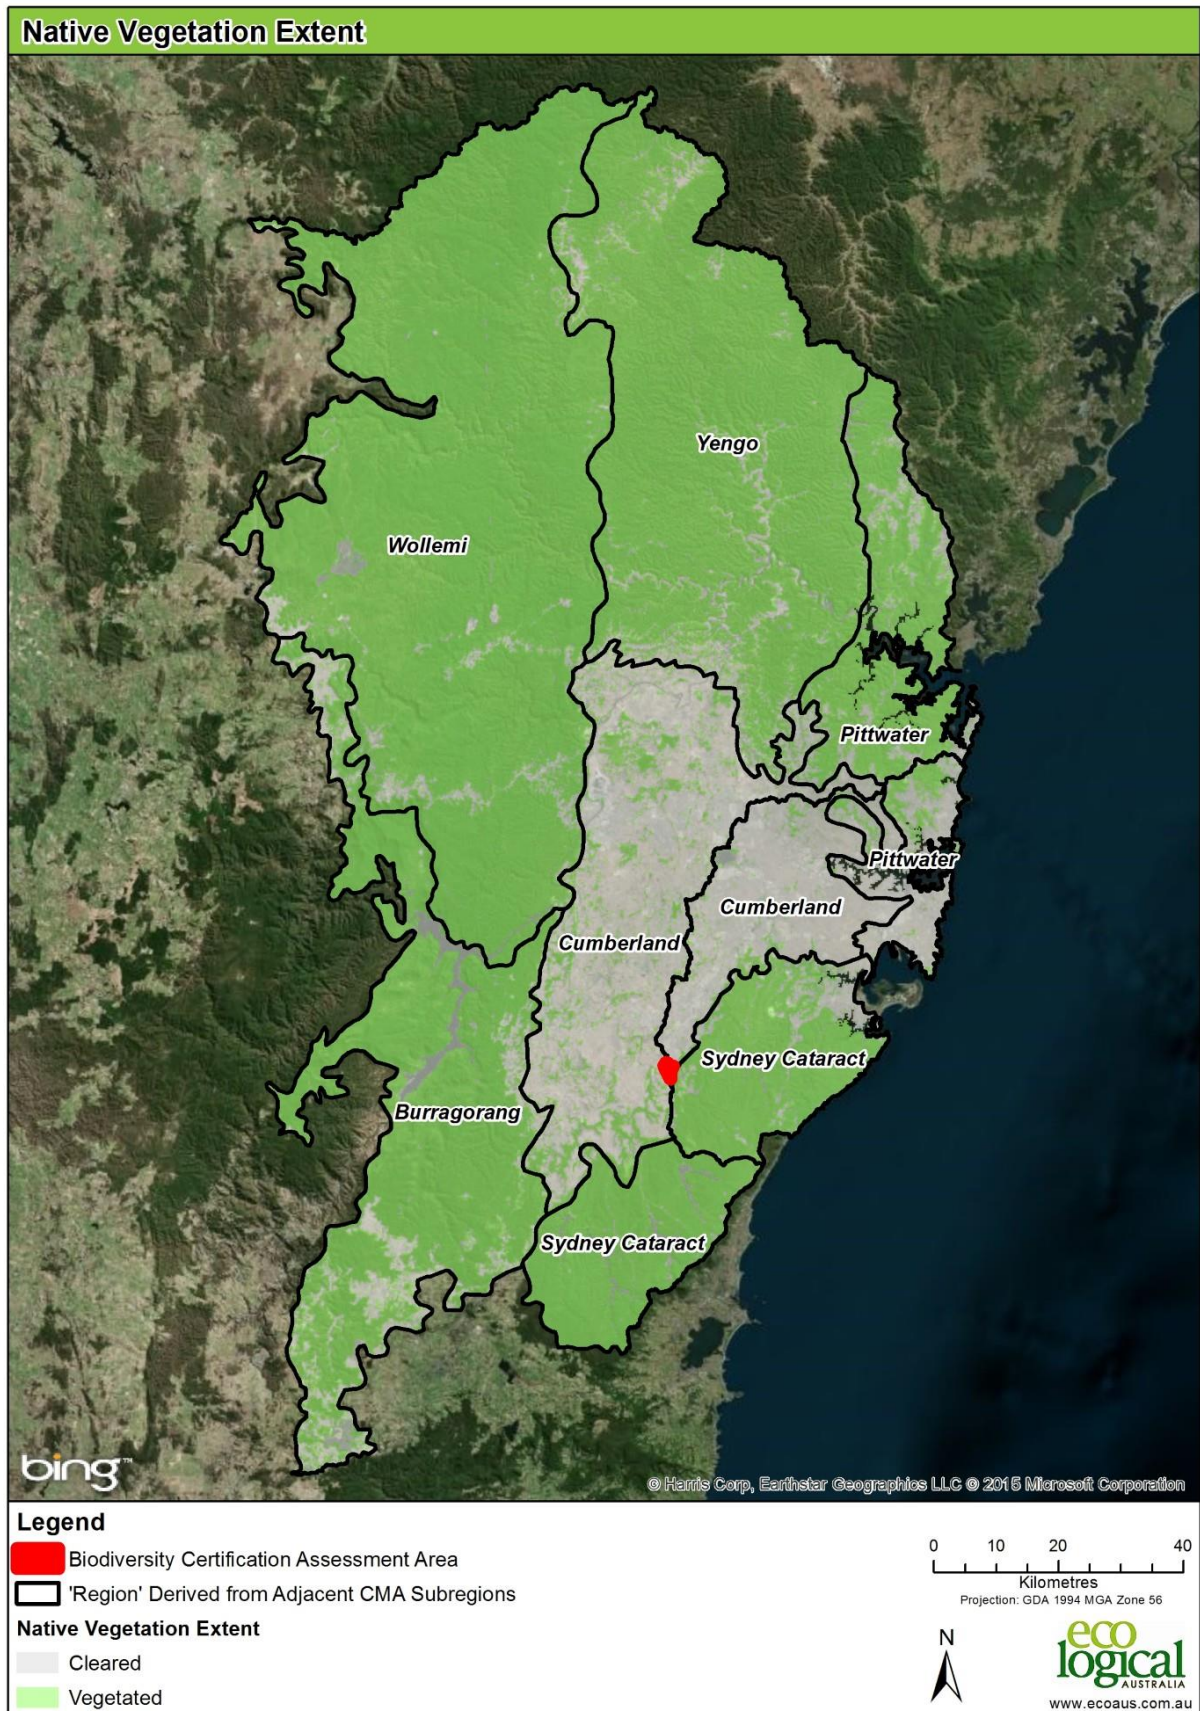 Native Vegetation Extent
Yengo
Wollemi
Pittwater
Pittwater
Cumberland
Cumberland
Sydney Cataract
Burragorang
Sydney Cataract
bing™
© Harris Corp, Earthstar Geographics LLC © 2015 Microsoft Corporation
Legend
Biodiversity Certification Assessment Area
'Region' Derived from Adjacent CMA Subregions
Native Vegetation Extent
Cleared
Vegetated
0 10 20 40
Kilometres
Projection: GDA 1994 MGA Zone 56
N
eco
logical
AUSTRALIA
www.ecoaus.com.au